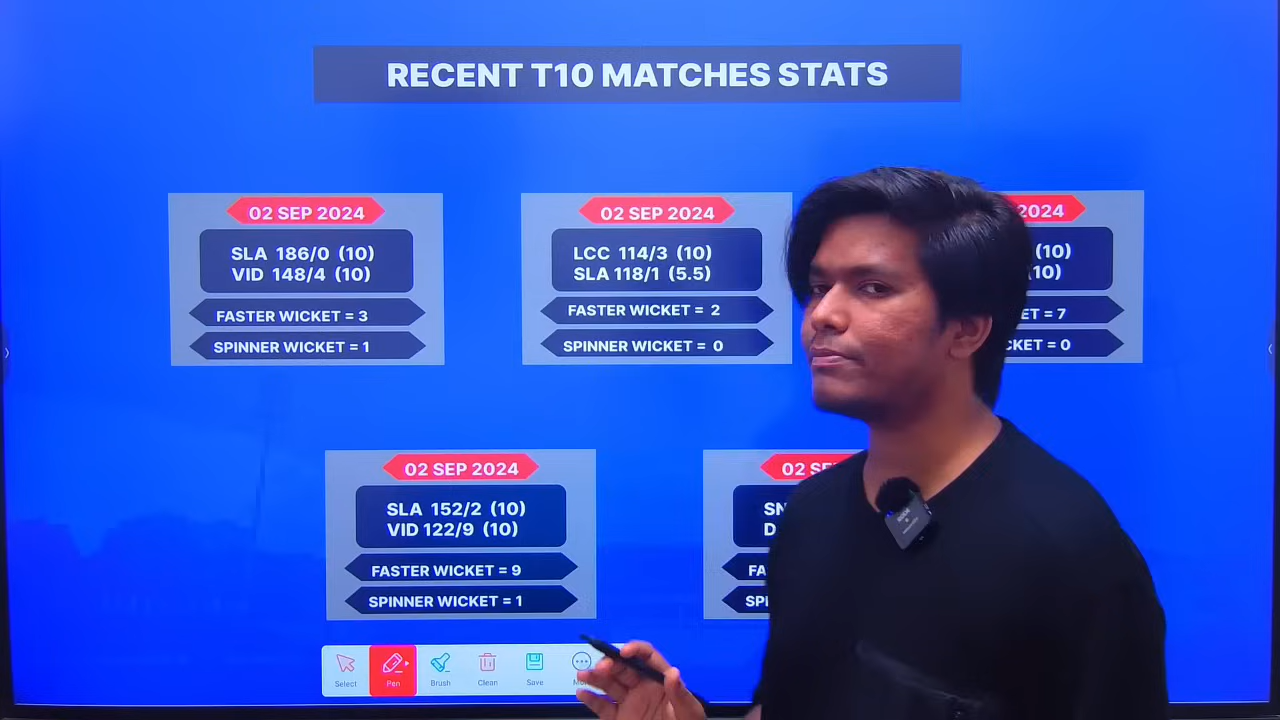 RECENT T10 MATCHES STATS
02 SEP 2024
SLA 186/0 (10)
VID 148/4 (10)
FASTER WICKET = 3
SPINNER WICKET = 1
02 SEP 2024
LCC 114/3 (10)
SLA 118/1 (5.5)
FASTER WICKET = 2
SPINNER WICKET = 0
2024
(10)
(10)
= 7
= 0
02 SEP 2024
SLA 152/2 (10)
VID 122/9 (10)
FASTER WICKET = 9
SPINNER WICKET = 1
02
Select
Pen
Brush
Clean
Save